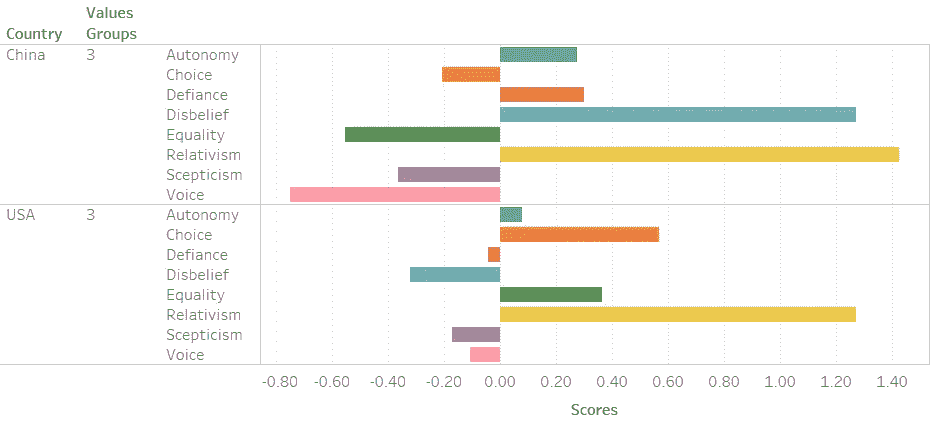 Values
Country Groups
China 3 Autonomy
Choice
Defiance
Disbelief
Equality
Relativism
Scepticism
Voice
USA 3 Autonomy
Choice
Defiance
Disbelief
Equality
Relativism
Scepticism
Voice
-0.80 -0.60 -0.40 -0.20 0.00 0.20 0.40 0.60 0.80 1.00 1.20 1.40
Scores